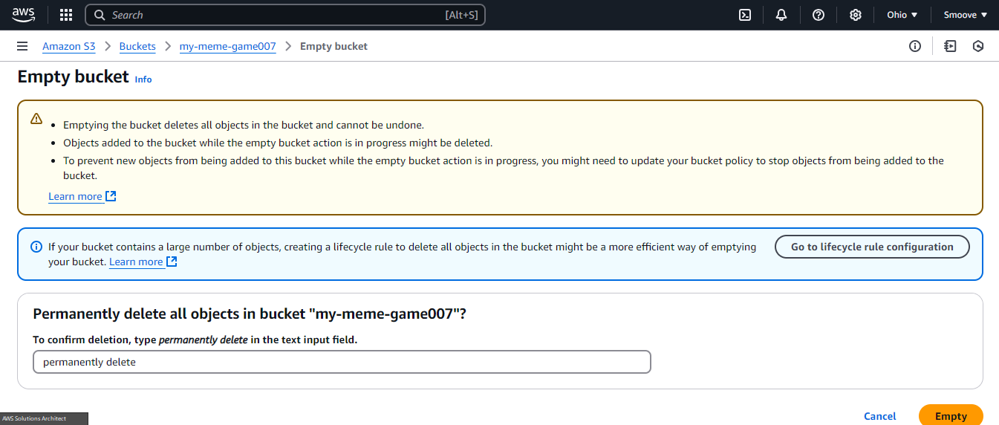 aws
Search [Alt+S] Ohio Smoove
Amazon S3 Buckets my-meme-game007 Empty bucket
Empty bucket Info
• Emptying the bucket deletes all objects in the bucket and cannot be undone.
• Objects added to the bucket while the empty bucket action is in progress might be deleted.
• To prevent new objects from being added to this bucket while the empty bucket action is in progress, you might need to update your bucket policy to stop objects from being added to the
bucket.
Learn more
If your bucket contains a large number of objects, creating a lifecycle rule to delete all objects in the bucket might be a more efficient way of emptying
your bucket. Learn more
Go to lifecycle rule configuration
Permanently delete all objects in bucket "my-meme-game007"?
To confirm deletion, type permanently delete in the text input field.
permanently delete
AWS Solutions Architect
Cancel Empty